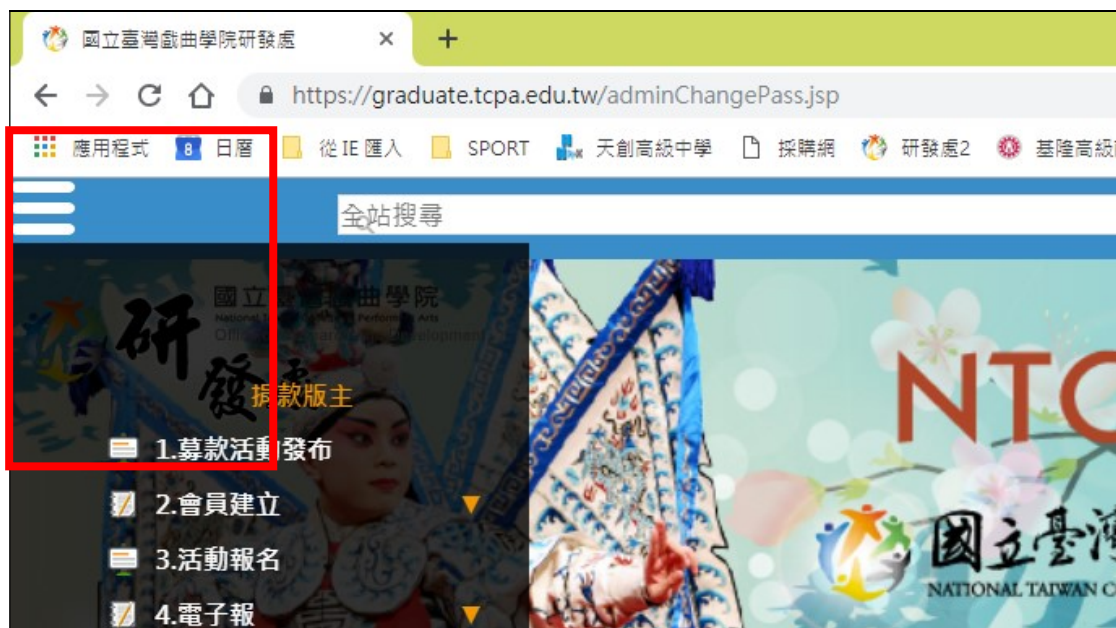 國立臺灣戲曲學院研發處
https://graduate.tcpa.edu.tw/adminChangePass.jsp
應用程式 8 日曆 從 IE 匯入 SPORT 天創高級中學 採購網 研發處2 基隆高級
全站搜尋
國立臺灣戲曲學院
研發處
捐款版主
1.募款活動發布
2.會員建立
3.活動報名
4.電子報
NTC
國立臺灣
NATIONAL TAIWAN C